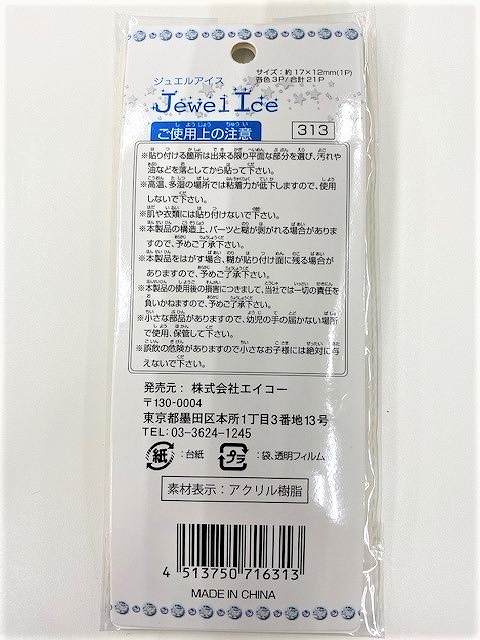 サイズ：約17×12mm(1P)
各色3P/合計21P
ジュエルアイス
Jewel Ice
ご使用上の注意
313
※貼り付ける箇所は出来る限り平面な部分を選び、汚れや
油などを落としてから貼って下さい。
※高温、多湿の場所では粘着力が低下しますので、使用
しないで下さい。
※肌や衣類には貼り付けないで下さい。
※本製品の構造上、パーツと糊が剥がれる場合がありま
すので、予めご了承下さい。
※本製品をはがす場合、糊が貼り付け面に残る場合が
ありますので、予めご了承下さい。
※本製品の使用後の損害につきまして、当社では一切の責任を
負いかねますので、予めご了承下さい。
※小さな部品がありますので、幼児の手の届かない場所
で使用、保管して下さい。
※誤飲の危険がありますので小さなお子様には絶対に与
えないで下さい。
発売元：株式会社エイコー
〒130-0004
東京都墨田区本所1丁目3番地13号
TEL:03-3624-1245
紙：台紙 プラ：袋、透明フィルム
素材表示：アクリル樹脂
4 513750 716313
MADE IN CHINA